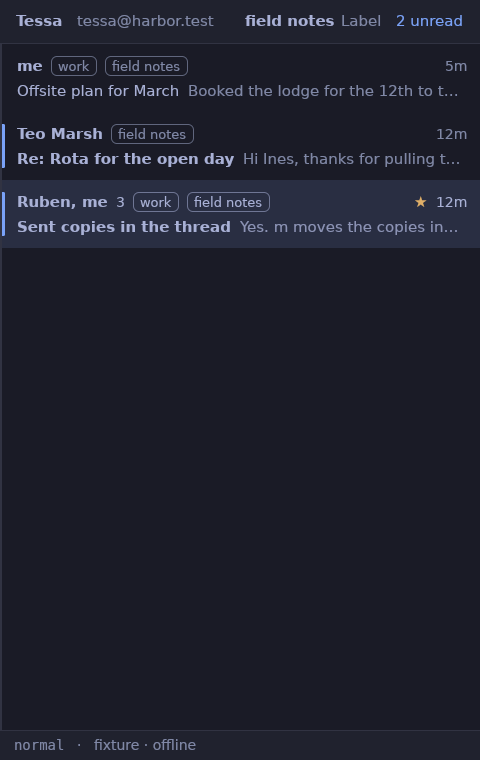 Tessa tessa@harbor.test field notes Label 2 unread
me work field notes 5m
Offsite plan for March Booked the lodge for the 12th to t…
Teo Marsh field notes 12m
Re: Rota for the open day Hi Ines, thanks for pulling t…
Ruben, me 3 work field notes ★ 12m
Sent copies in the thread Yes. m moves the copies in…
normal · fixture · offline